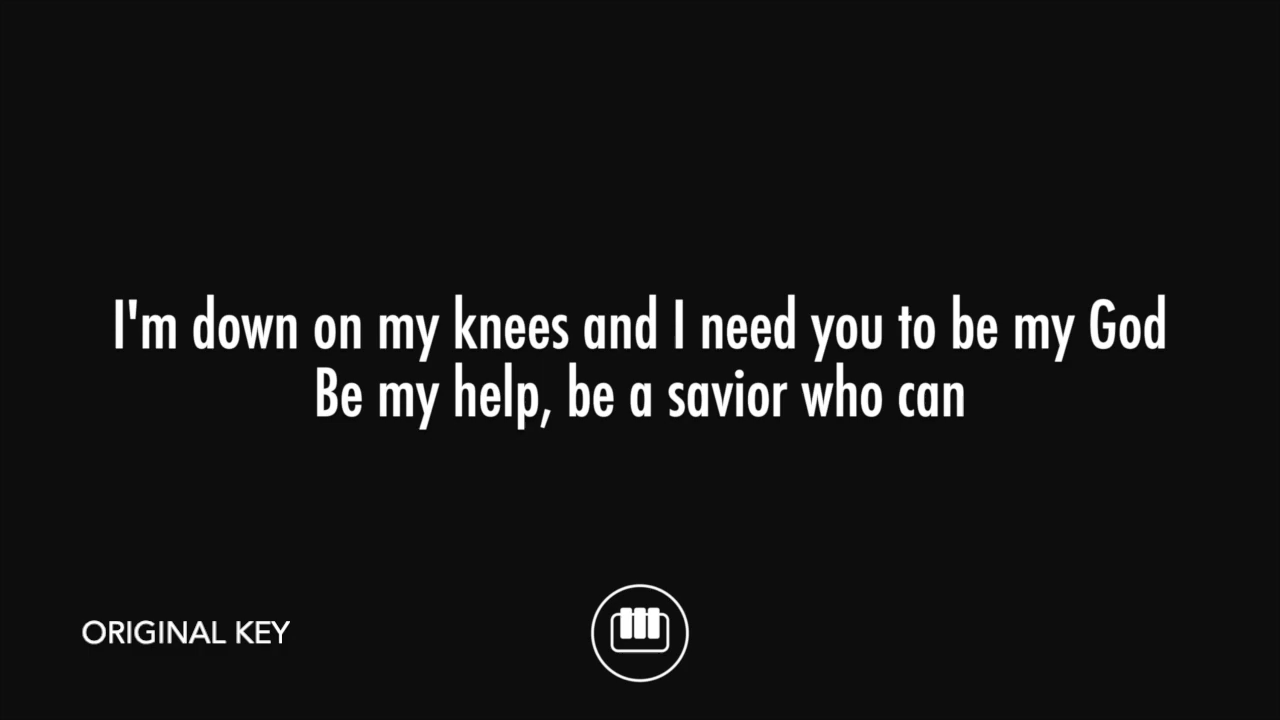 I'm down on my knees and I need you to be my God
Be my help, be a savior who can
ORIGINAL KEY